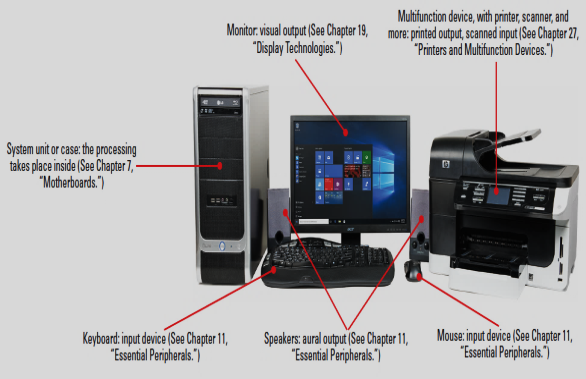 Monitor: visual output (See Chapter 19,
"Display Technologies.")
Multifunction device, with printer, scanner, and
more: printed output, scanned input (See Chapter 27,
"Printers and Multifunction Devices.")
System unit or case: the processing
takes place inside (See Chapter 7,
"Motherboards.")
Keyboard: input device (See Chapter 11,
"Essential Peripherals.")
Speakers: aural output (See Chapter 11,
"Essential Peripherals.")
Mouse: input device (See Chapter 11,
"Essential Peripherals.")
hp
acer